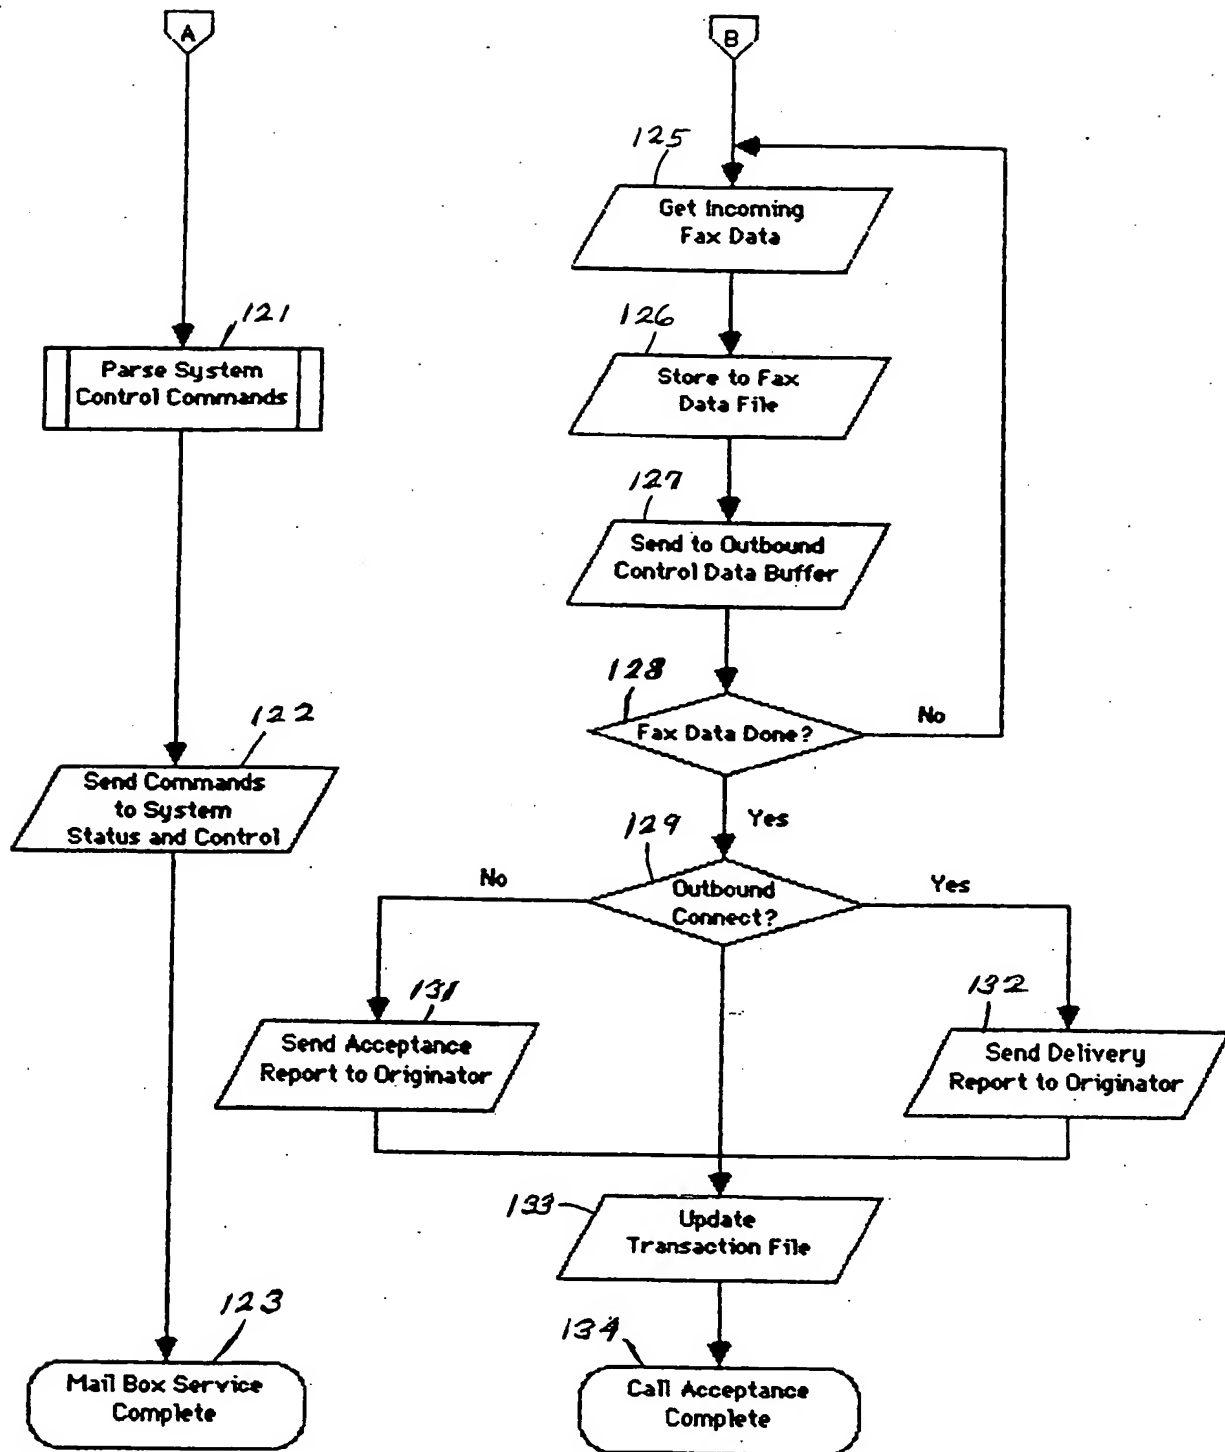 A
121
Parse System
Control Commands
122
Send Commands
to System
Status and Control
123
Mail Box Service
Complete
B
125
Get Incoming
Fax Data
126
Store to Fax
Data File
127
Send to Outbound
Control Data Buffer
128
Fax Data Done?
No
Yes
129
Outbound
Connect?
No
Yes
131
Send Acceptance
Report to Originator
132
Send Delivery
Report to Originator
133
Update
Transaction File
134
Call Acceptance
Complete